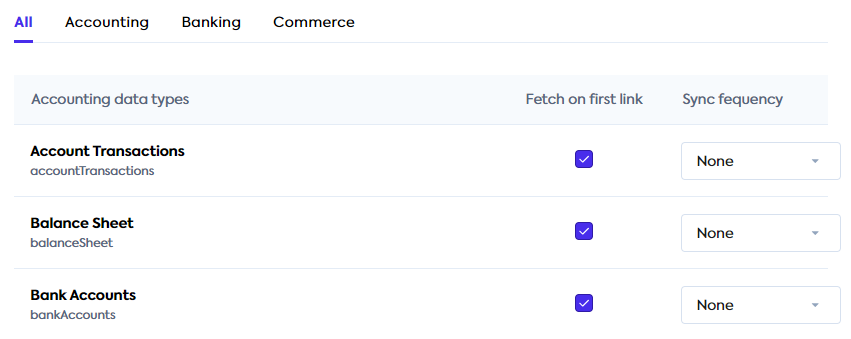 All Accounting Banking Commerce
Accounting data types Fetch on first link Sync fequency
Account Transactions
accountTransactions
None
Balance Sheet
balanceSheet
None
Bank Accounts
bankAccounts
None